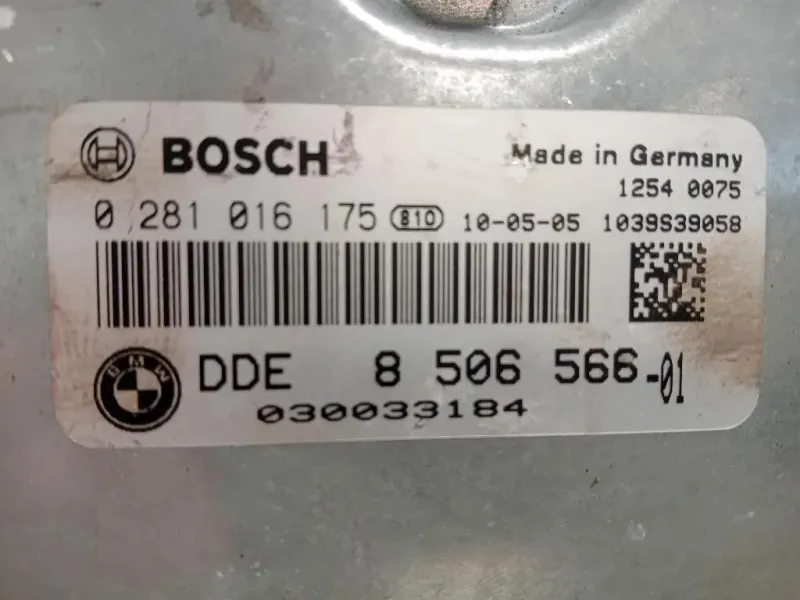 BOSCH
Made in Germany
1254 0075
0 281 016 175 810 10-05-05 1039S39058
BMW
DDE 8 506 566-01
030033184